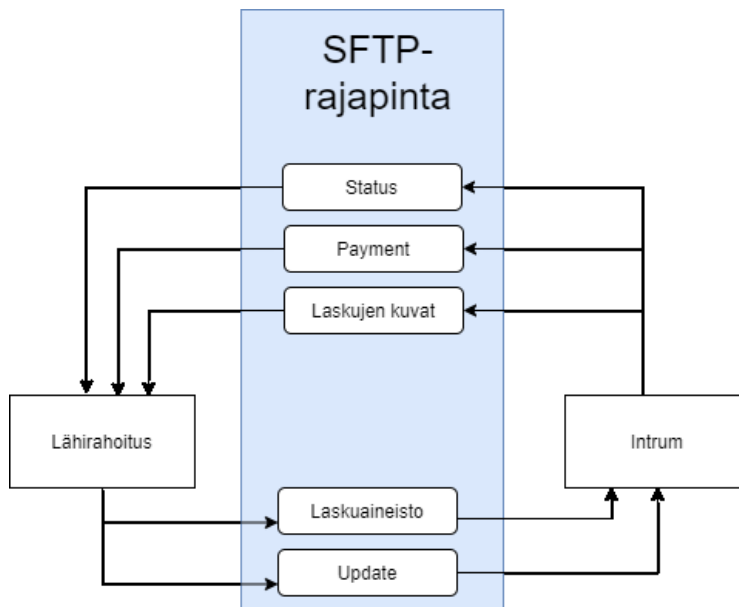 SFTP-
rajapinta
Status
Payment
Laskujen kuvat
Lähirahoitus
Intrum
Laskuaineisto
Update